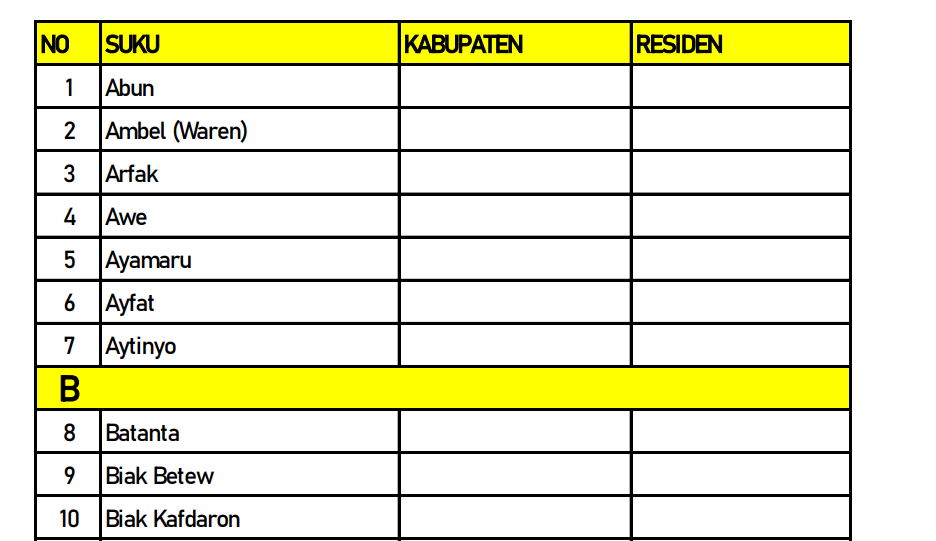 NO SUKU KABUPATEN RESIDEN
1 Abun
2 Ambel (Waren)
3 Arfak
4 Awe
5 Ayamaru
6 Ayfat
7 Aytinyo
B
8 Batanta
9 Biak Betew
10 Biak Kafdaron